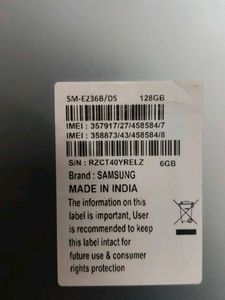 SM-E236B/DS 128GB
IMEI : 357917/27/458584/7
IMEI : 358873/43/458584/8
S/N : RZCT40YRELZ 6GB
Brand : SAMSUNG
MADE IN INDIA
The information on this
label is important, User
is recommended to keep
this label intact for
future use & consumer
rights protection